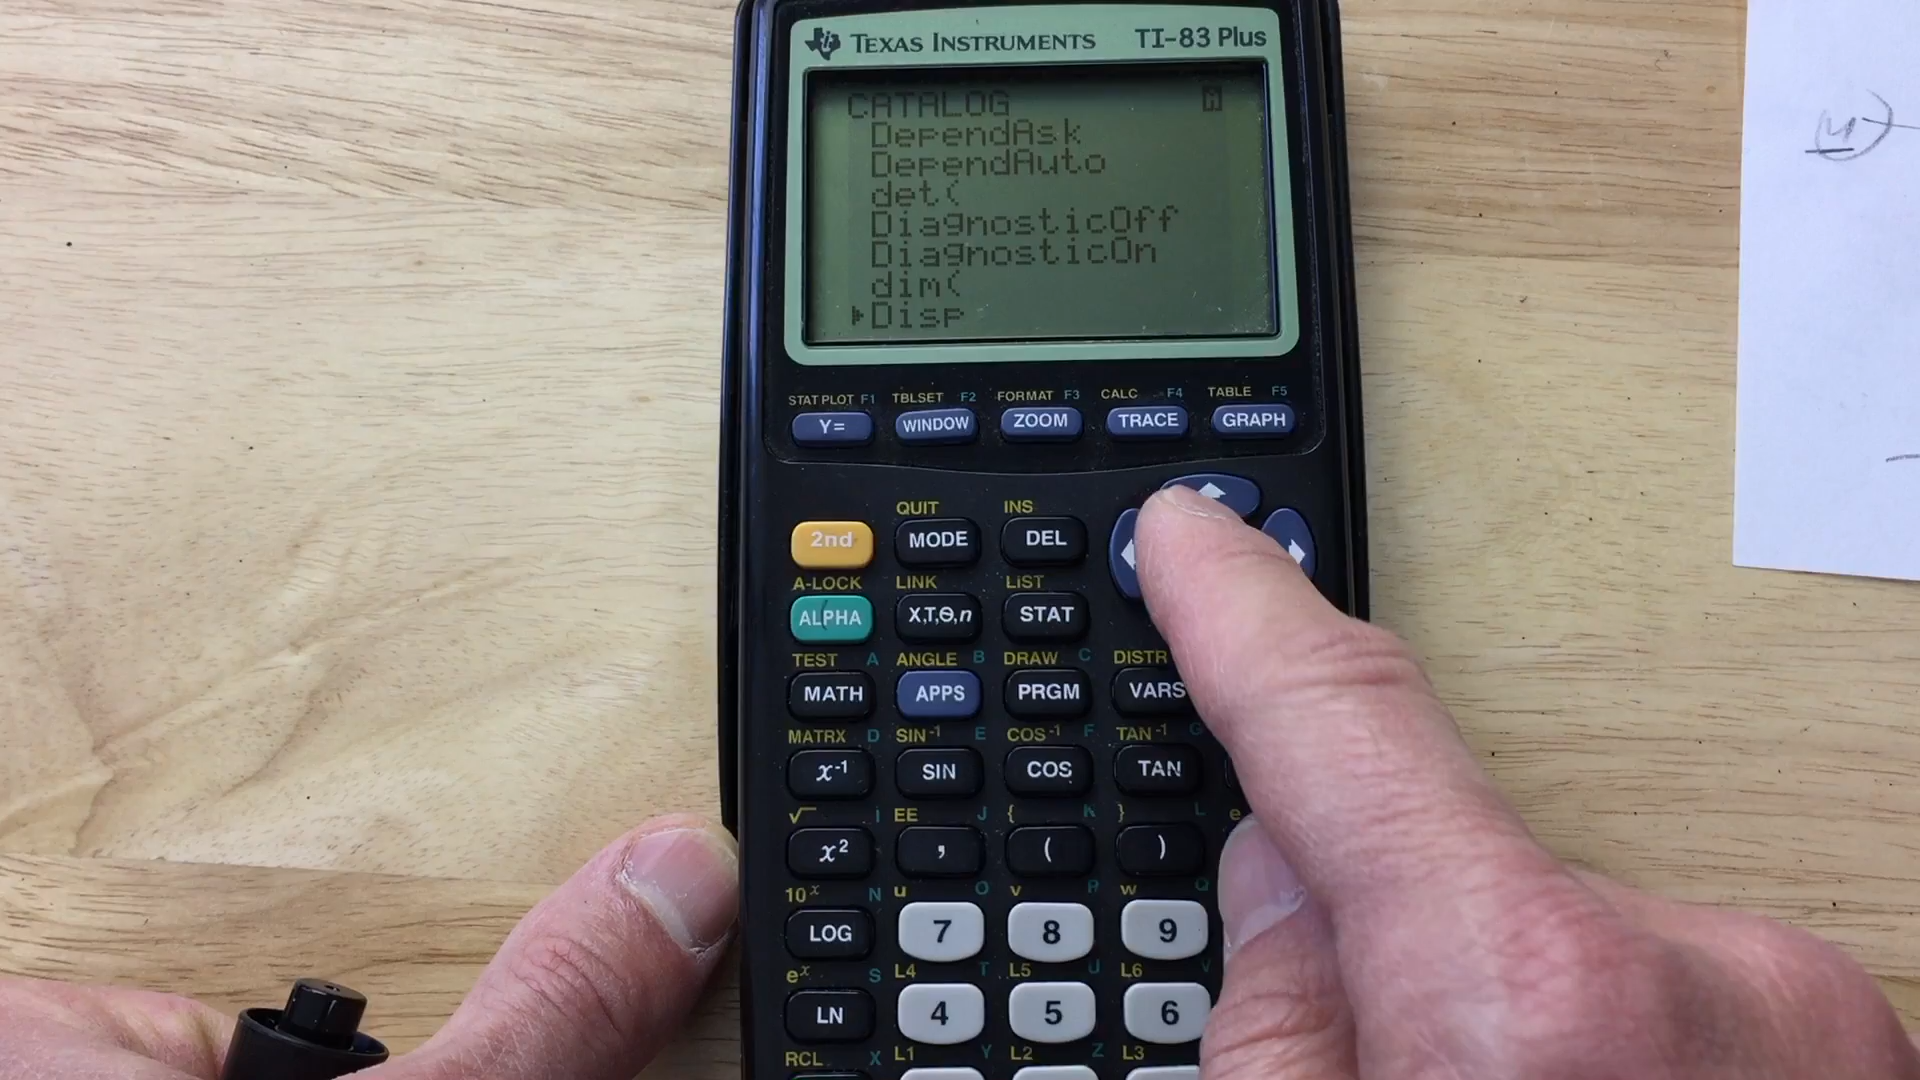 TEXAS INSTRUMENTS TI-83 Plus
CATALOG A
DependAsk
DependAuto
det(
DiagnosticOff
DiagnosticOn
dim(
Disp
STAT PLOT F1 TBLSET F2 FORMAT F3 CALC F4 TABLE F5
Y= WINDOW ZOOM TRACE GRAPH
QUIT INS
2nd MODE DEL
A-LOCK LINK LIST
ALPHA X,T,Θ,n STAT
TEST A ANGLE B DRAW C DISTR
MATH APPS PRGM VARS
MATRX D SIN⁻¹ E COS⁻¹ F TAN⁻¹ G
x⁻¹ SIN COS TAN
√ I EE J { K } L e
x² , ( )
10ˣ N u O v P w Q
LOG 7 8 9
eˣ S L4 T L5 U L6 V
LN 4 5 6
RCL X L1 Y L2 Z L3